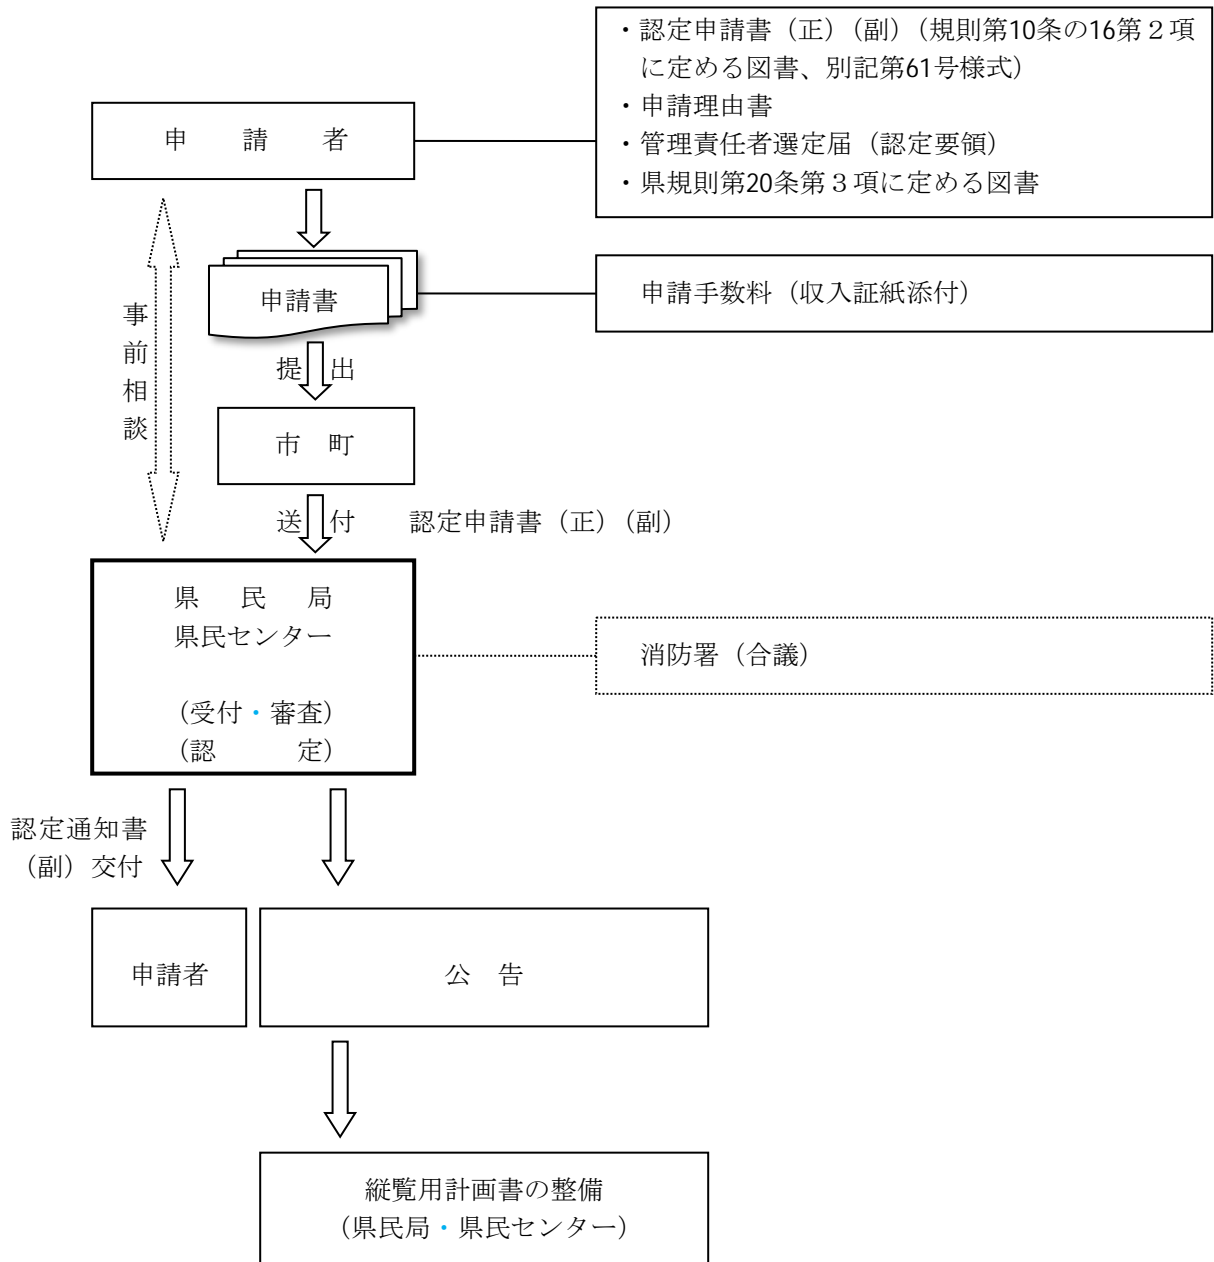 ・認定申請書（正）（副）（規則第10条の16第２項
に定める図書、別記第61号様式）
・申請理由書
・管理責任者選定届（認定要領）
・県規則第20条第３項に定める図書
申　請　者
申請書
申請手数料（収入証紙添付）
事前相談
提出
市　町
送付　認定申請書（正）（副）
県　民　局
県民センター
（受付・審査）
（認　　　定）
消防署（合議）
認定通知書
（副）交付
申請者
公　告
縦覧用計画書の整備
（県民局・県民センター）